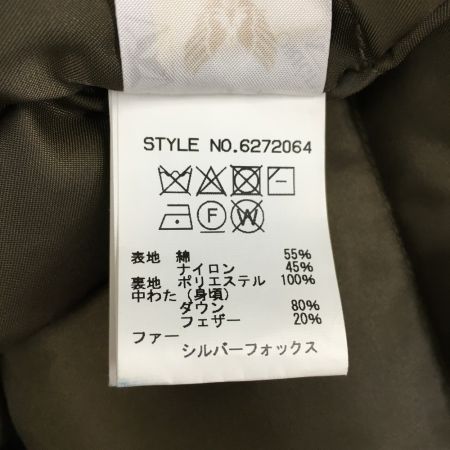 STYLE NO.6272064
F W
表地 綿 55%
ナイロン 45%
裏地 ポリエステル 100%
中わた（身頃）
ダウン 80%
フェザー 20%
ファー
シルバーフォックス